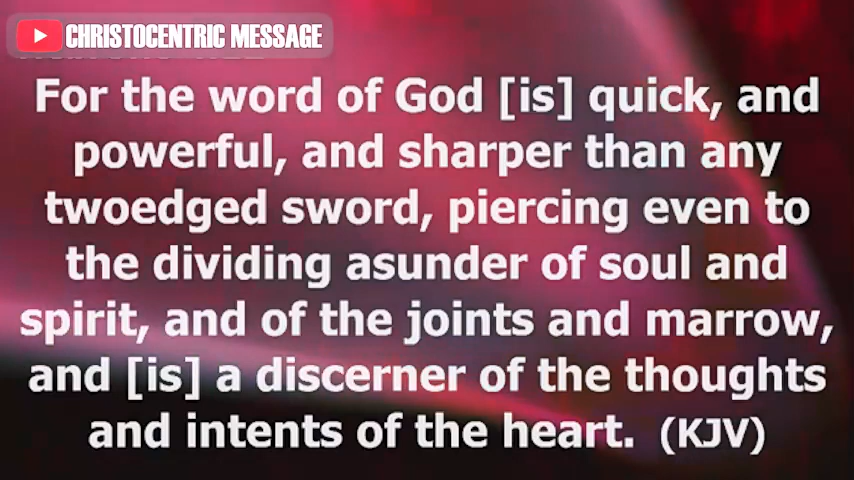 CHRISTOCENTRIC MESSAGE
For the word of God [is] quick, and
powerful, and sharper than any
twoedged sword, piercing even to
the dividing asunder of soul and
spirit, and of the joints and marrow,
and [is] a discerner of the thoughts
and intents of the heart. (KJV)